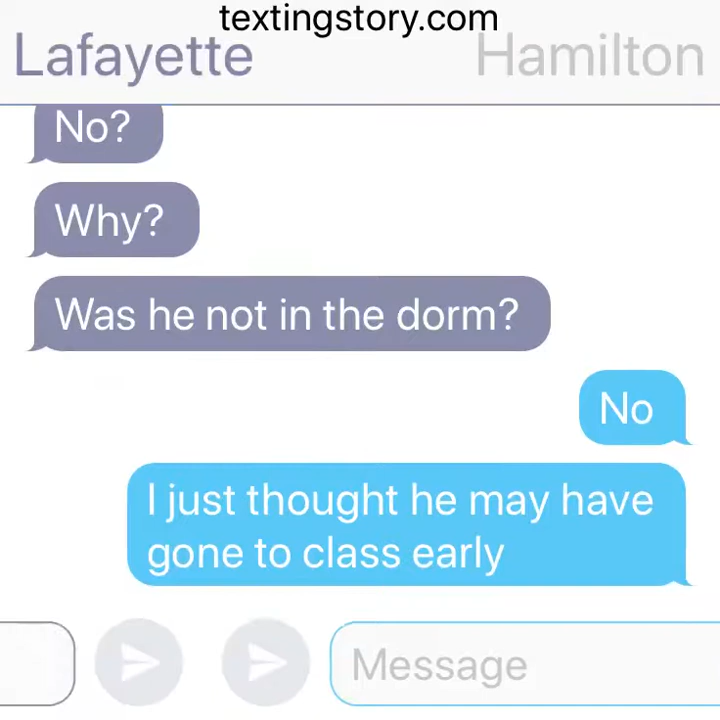 textingstory.com
Lafayette
Hamilton
No?
Why?
Was he not in the dorm?
No
I just thought he may have
gone to class early
Message